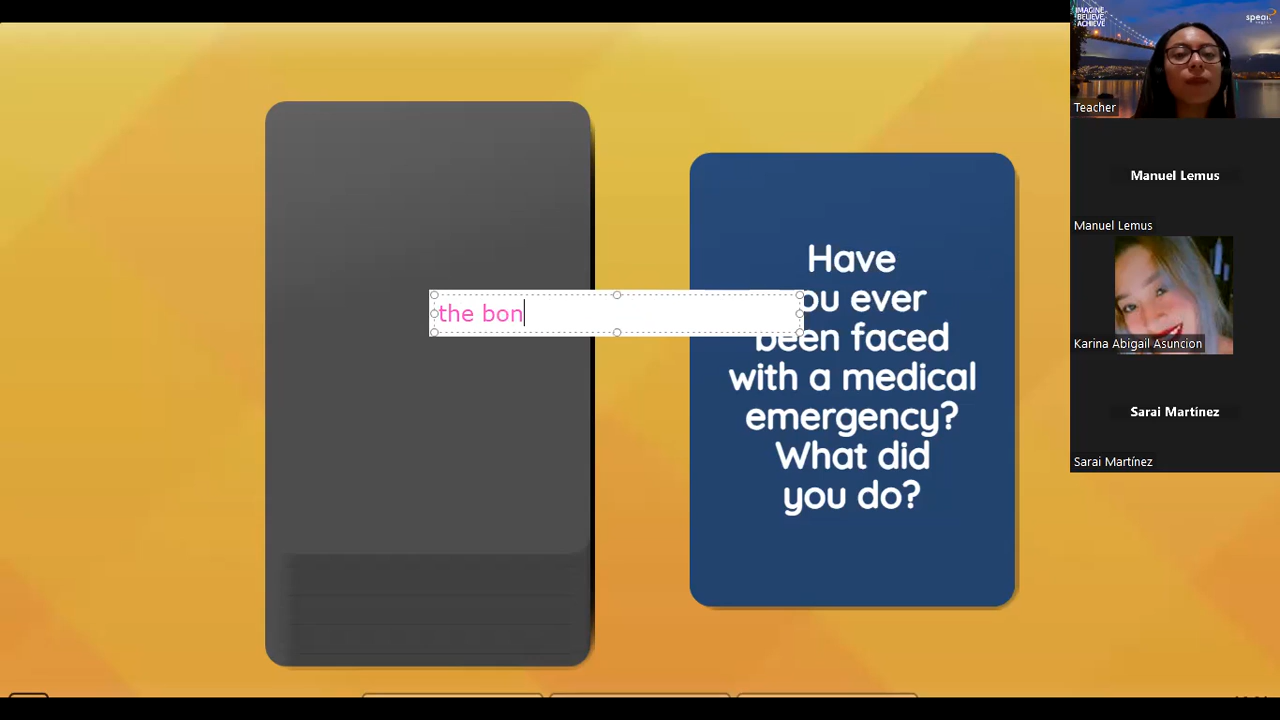 IMAGINE.
BELIEVE.
ACHIEVE
speak
Teacher
Manuel Lemus
Manuel Lemus
Karina Abigail Asuncion
Sarai Martínez
Sarai Martínez
the bon
Have
ou ever
been faced
with a medical
emergency?
What did
you do?